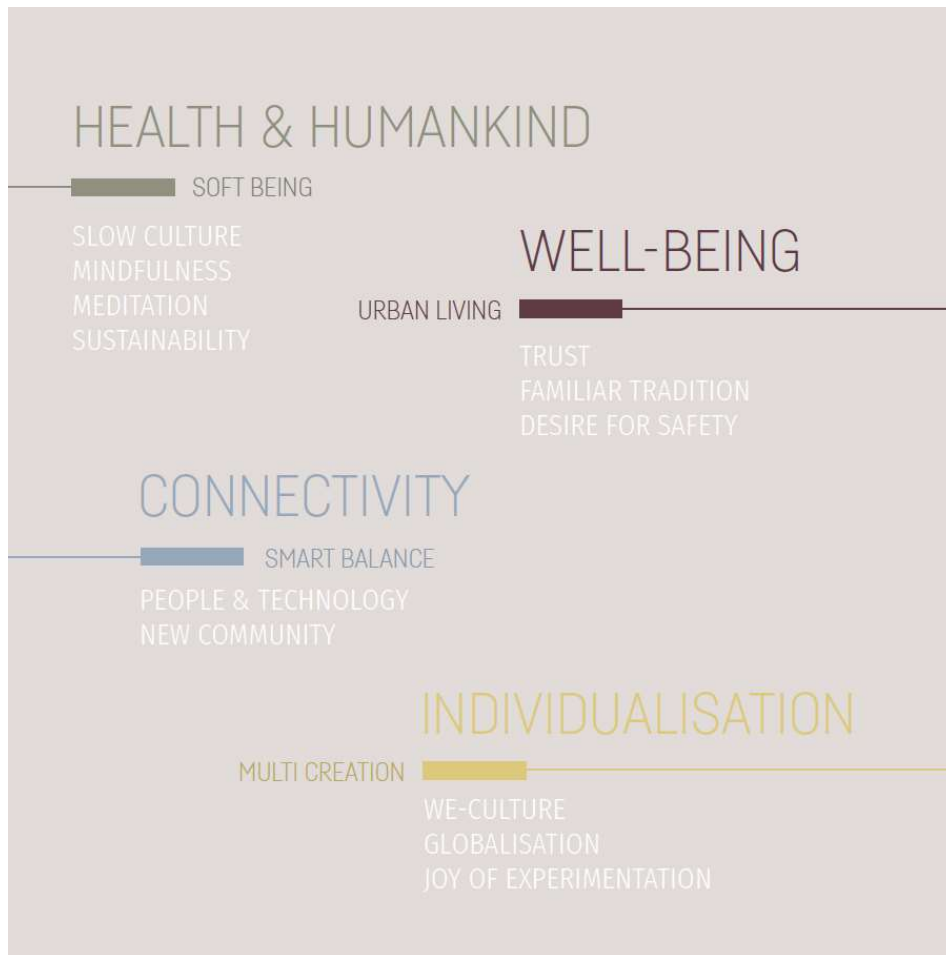 HEALTH & HUMANKIND
SOFT BEING
SLOW CULTURE
MINDFULNESS
MEDITATION
SUSTAINABILITY
WELL-BEING
URBAN LIVING
TRUST
FAMILIAR TRADITION
DESIRE FOR SAFETY
CONNECTIVITY
SMART BALANCE
PEOPLE & TECHNOLOGY
NEW COMMUNITY
INDIVIDUALISATION
MULTI CREATION
WE-CULTURE
GLOBALISATION
JOY OF EXPERIMENTATION